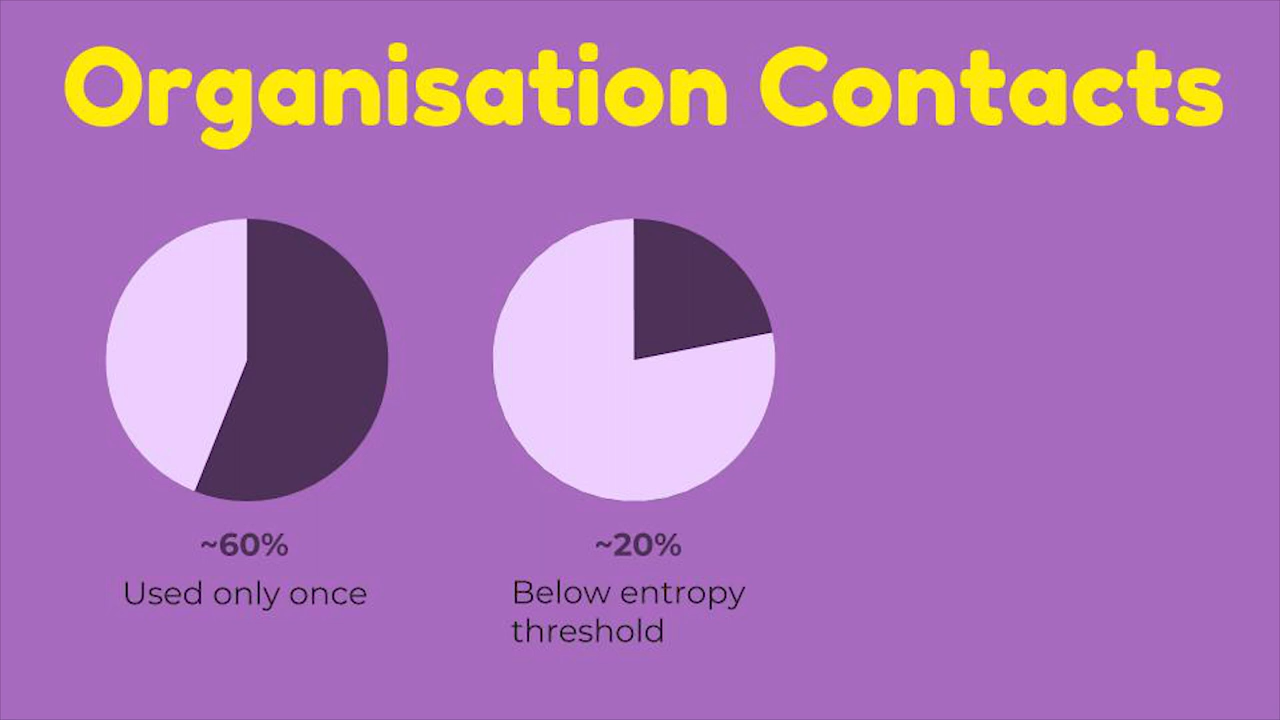 Organisation Contacts
~60%
Used only once
~20%
Below entropy
threshold